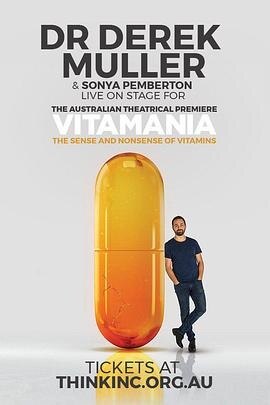 DR DEREK
MULLER
& SONYA PEMBERTON
LIVE ON STAGE FOR
THE AUSTRALIAN THEATRICAL PREMIERE
VITAMANIA
THE SENSE AND NONSENSE OF VITAMINS
TICKETS AT
THINKINC.ORG.AU